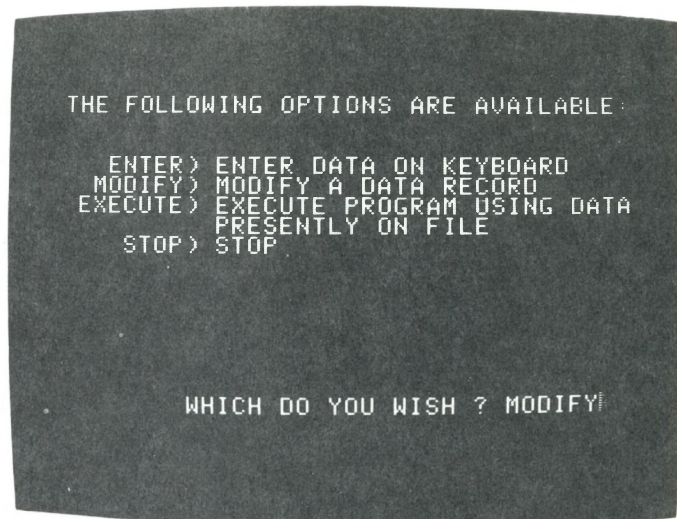 THE FOLLOWING OPTIONS ARE AVAILABLE:
ENTER) ENTER DATA ON KEYBOARD
MODIFY) MODIFY A DATA RECORD
EXECUTE) EXECUTE PROGRAM USING DATA
PRESENTLY ON FILE
STOP) STOP
WHICH DO YOU WISH ? MODIFY